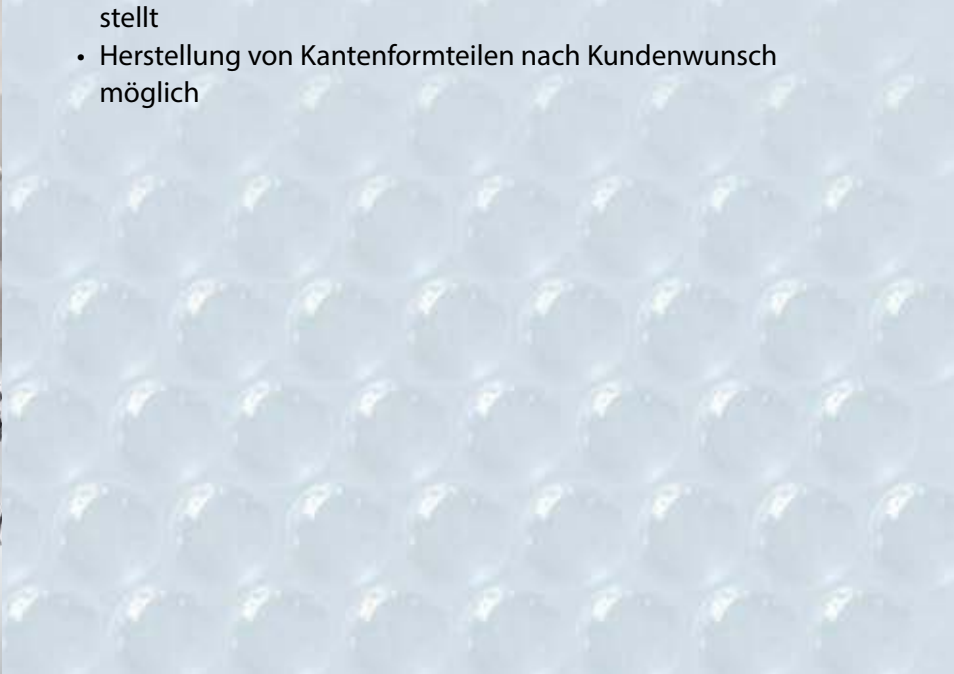 stellt
• Herstellung von Kantenformteilen nach Kundenwunsch
möglich